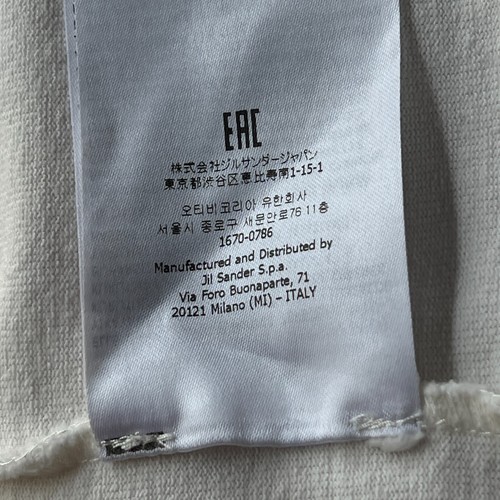 EAC
株式会社ジルサンダージャパン
東京都渋谷区恵比寿南1-15-1
오티비코리아 유한회사
서울시 종로구 새문안로76 11층
1670-0786
Manufactured and Distributed by
Jil Sander S.p.a.
Via Foro Buonaparte, 71
20121 Milano (MI) – ITALY